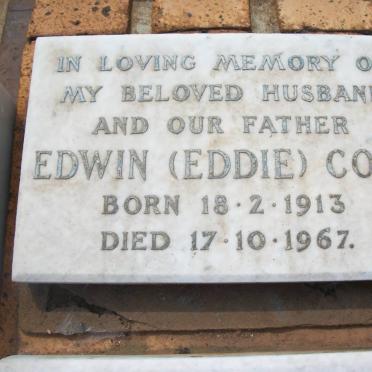 IN LOVING MEMORY O
MY BELOVED HUSBAN
AND OUR FATHER
EDWIN (EDDIE) CO
BORN 18·2·1913
DIED 17·10·1967.